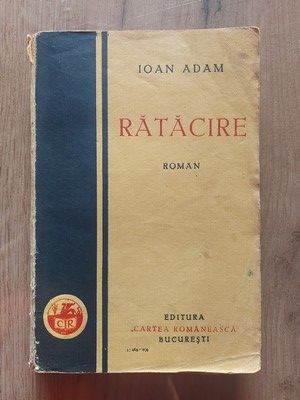 IOAN ADAM
RĂTĂCIRE
ROMAN
CR
EDITURA
„CARTEA ROMÂNEASCĂ”
BUCUREȘTI